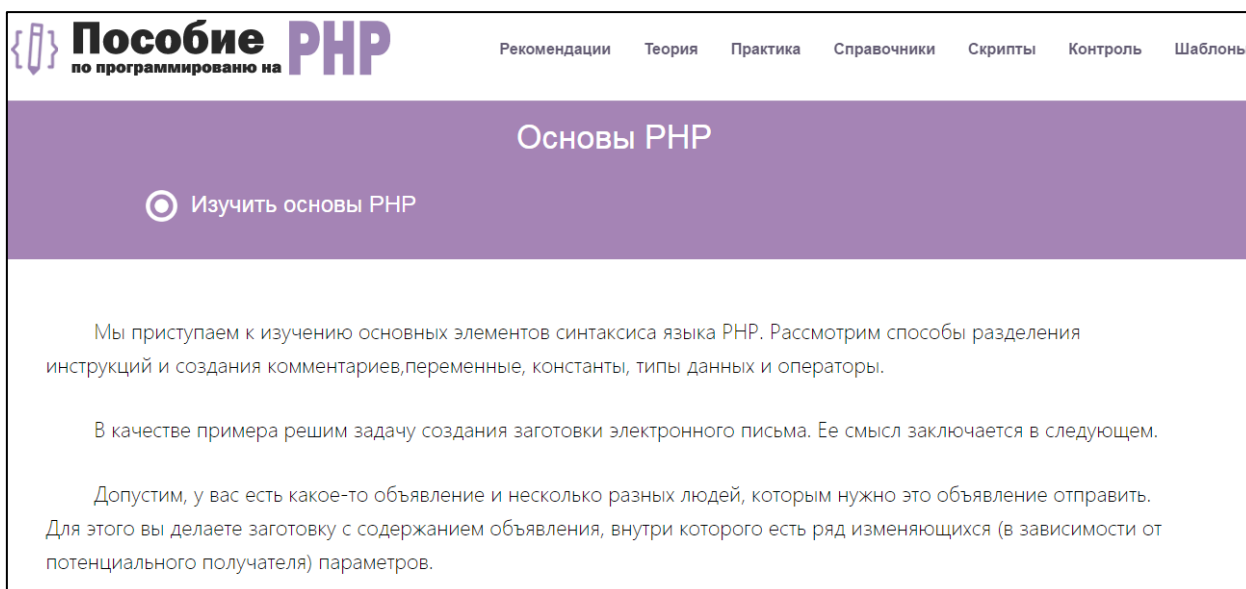 Пособие PHP
по программированю на
Рекомендации Теория Практика Справочники Скрипты Контроль
Основы PHP
Изучить основы PHP
Мы приступаем к изучению основных элементов синтаксиса языка PHP. Рассмотрим способы разделения
инструкций и создания комментариев,переменные, константы, типы данных и операторы.
В качестве примера решим задачу создания заготовки электронного письма. Ее смысл заключается в следующем.
Допустим, у вас есть какое-то объявление и несколько разных людей, которым нужно это объявление отправить.
Для этого вы делаете заготовку с содержанием объявления, внутри которого есть ряд изменяющихся (в зависимости от
потенциального получателя) параметров.